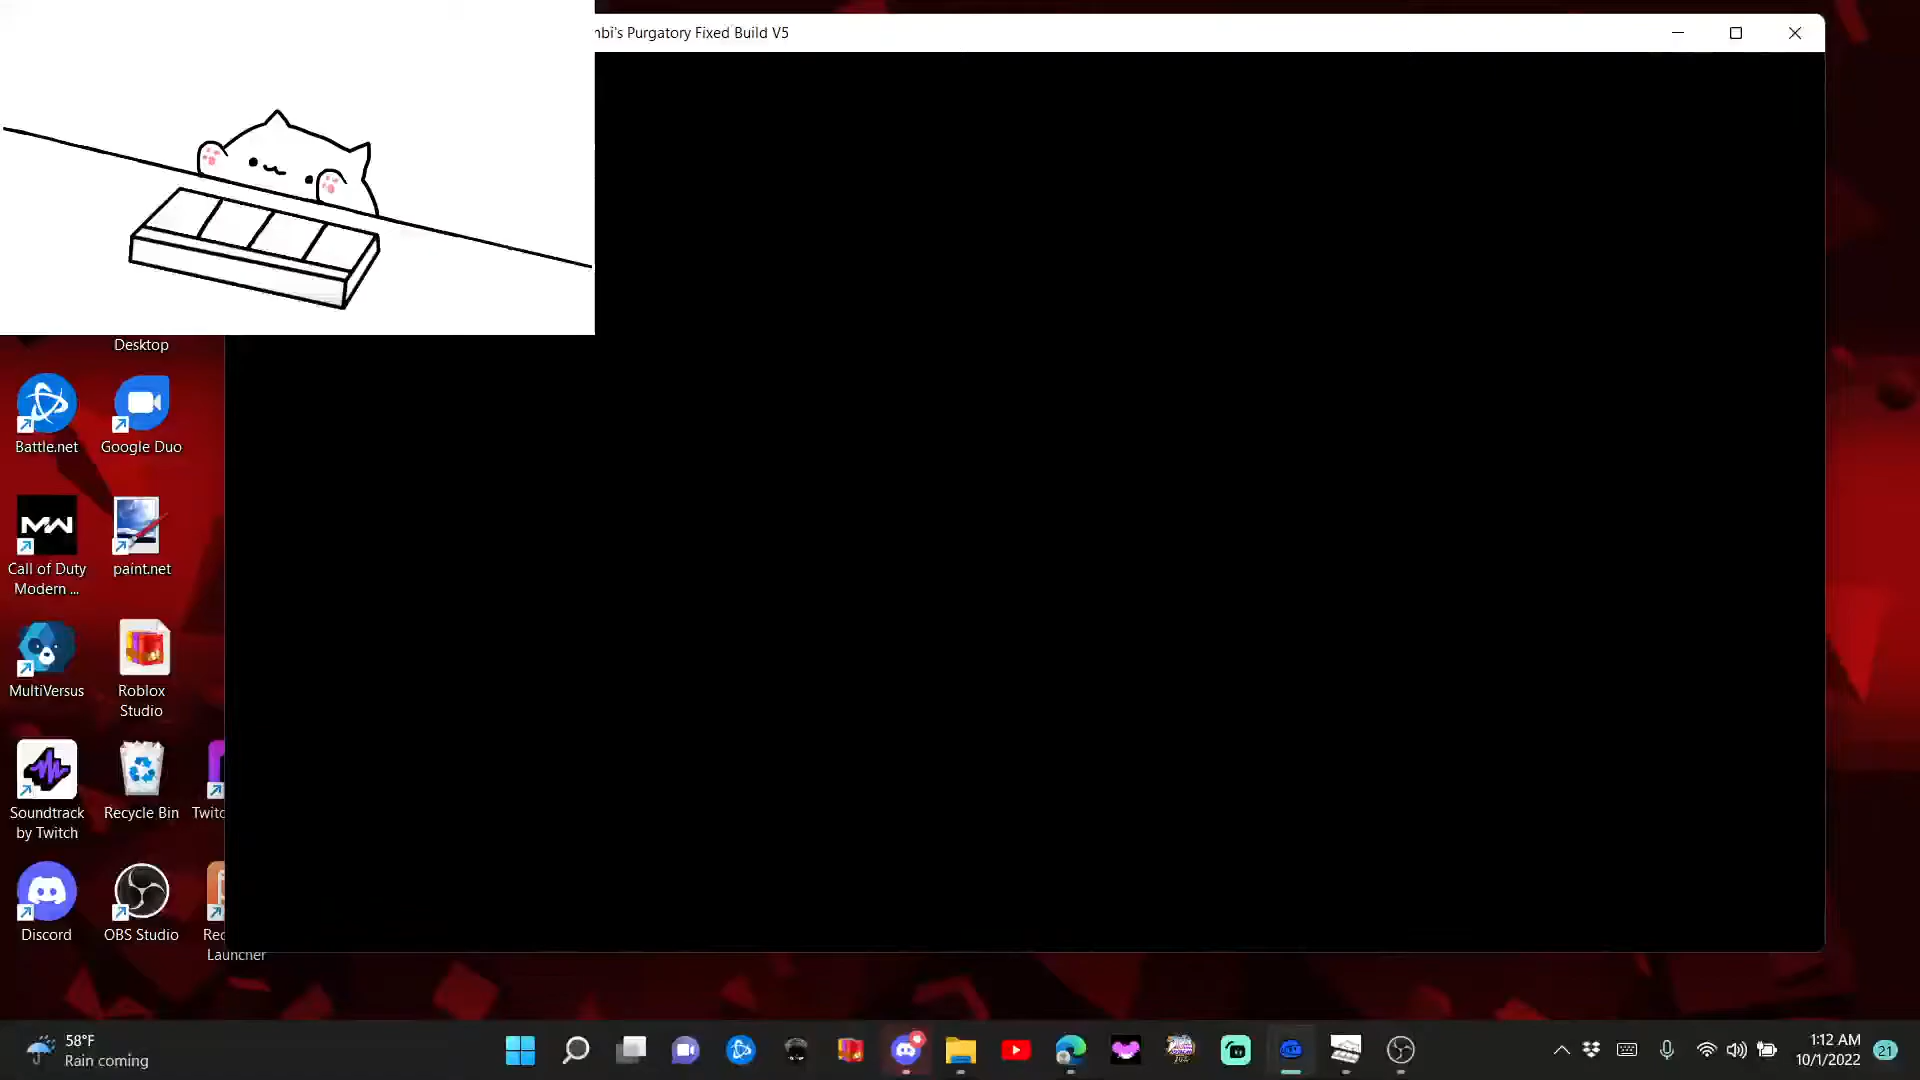 nbi's Purgatory Fixed Build V5
Desktop
Battle.net
Google Duo
MW
Call of Duty
Modern ...
paint.net
MultiVersus
Roblox
Studio
Soundtrack
by Twitch
Recycle Bin
Twitc
Discord
OBS Studio
Rec
Launcher
58°F
Rain coming
1:12 AM
10/1/2022
21